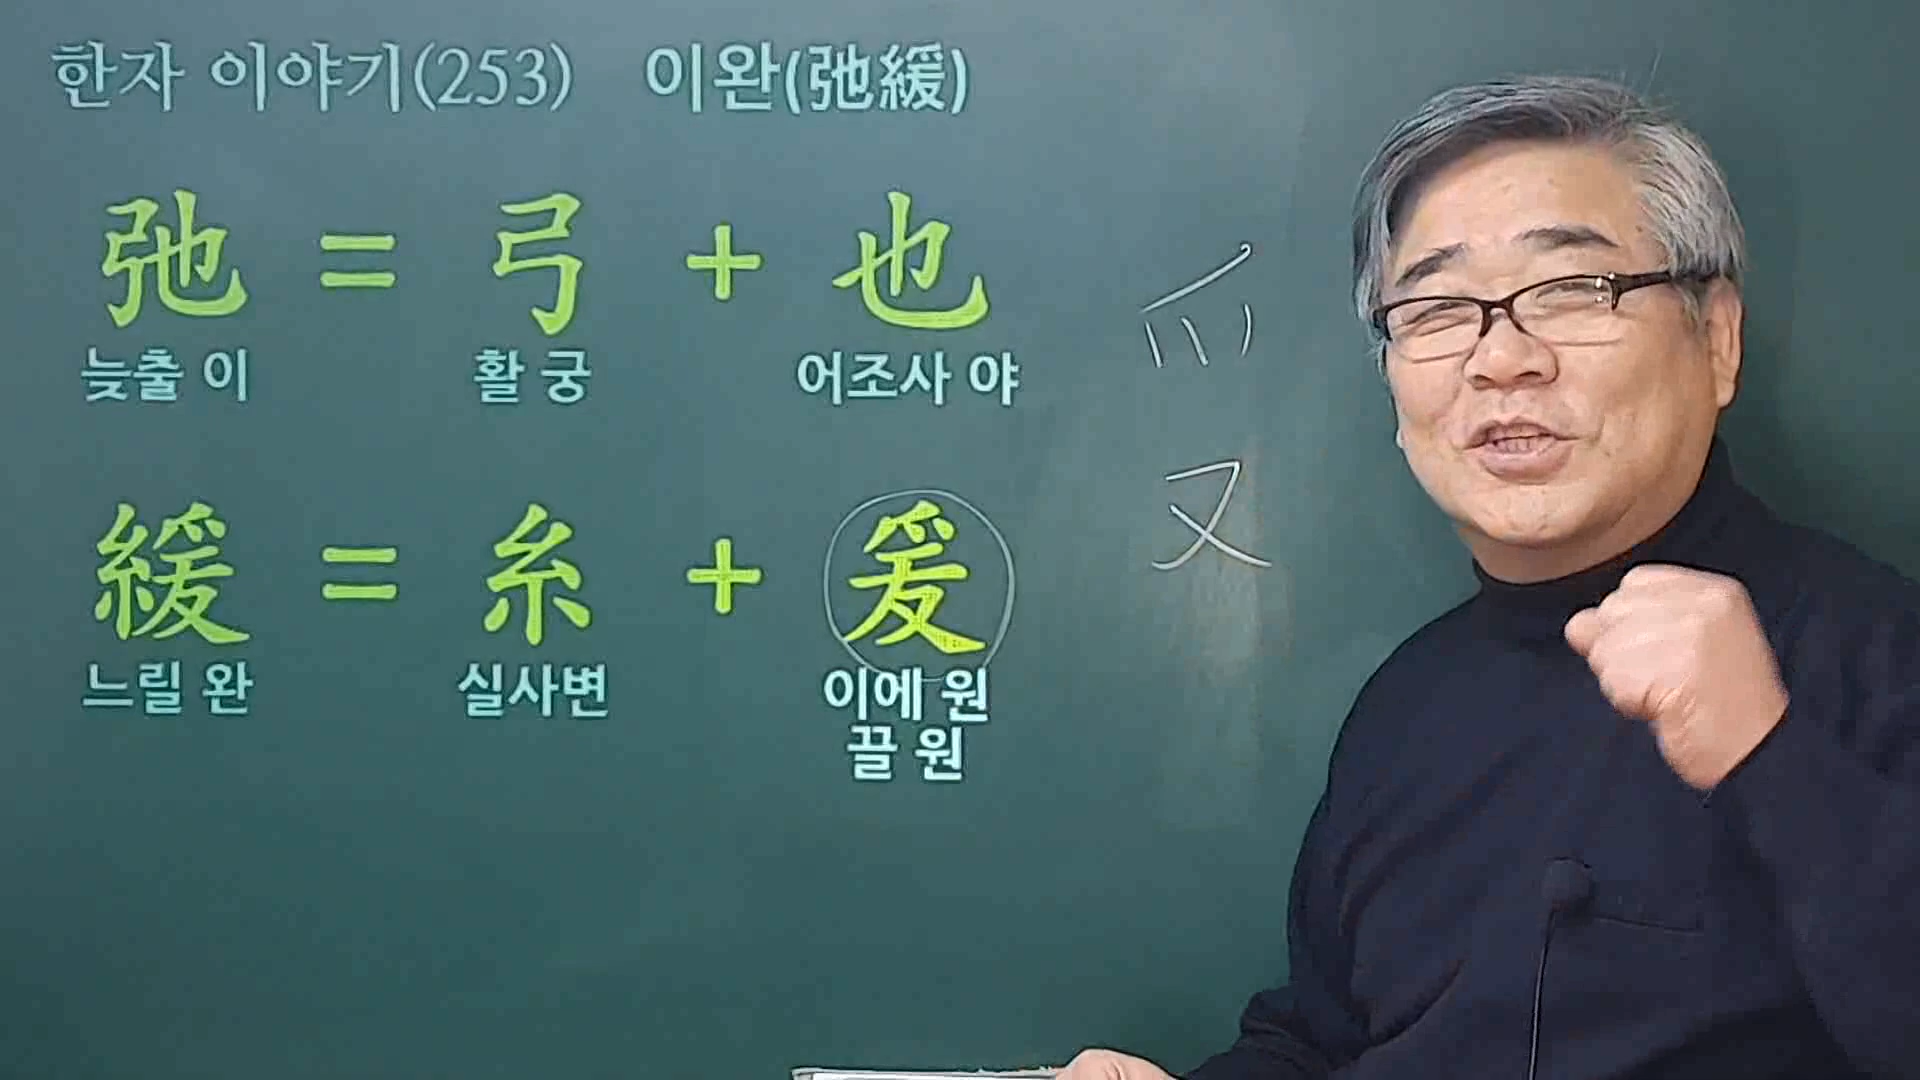 한자 이야기(253) 이완(弛緩)
弛 = 弓 + 也
늦출 이 활 궁 어조사 야
緩 = 糸 + 爰
느릴 완 실사변 이에 원
끌 원
爫
又